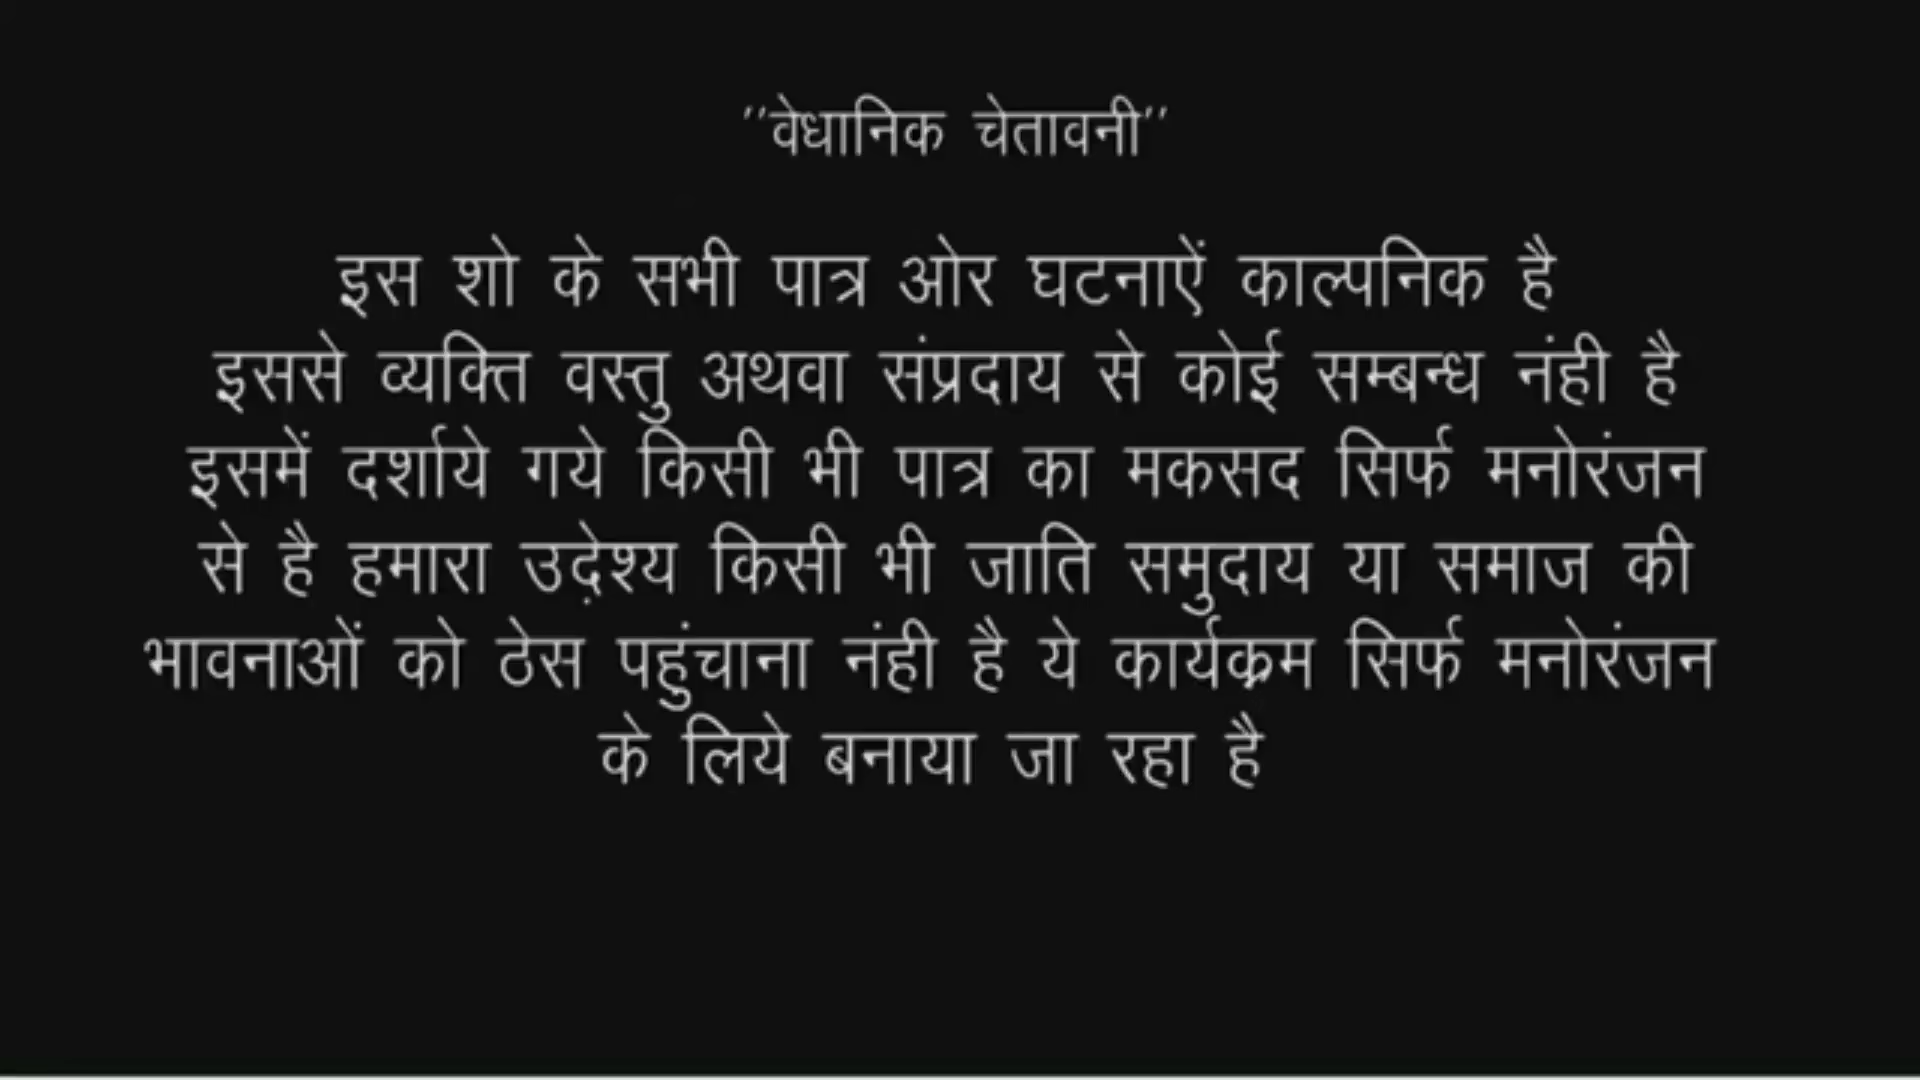 "वेधानिक चेतावनी"
इस शो के सभी पात्र ओर घटनाऐं काल्पनिक है
इससे व्यक्ति वस्तु अथवा संप्रदाय से कोई सम्बन्ध नंही है
इसमें दर्शाये गये किसी भी पात्र का मकसद सिर्फ मनोरंजन
से है हमारा उद़ेश्य किसी भी जाति समुदाय या समाज की
भावनाओं को ठेस पहुंचाना नंही है ये कार्यक्रम सिर्फ मनोरंजन
के लिये बनाया जा रहा है